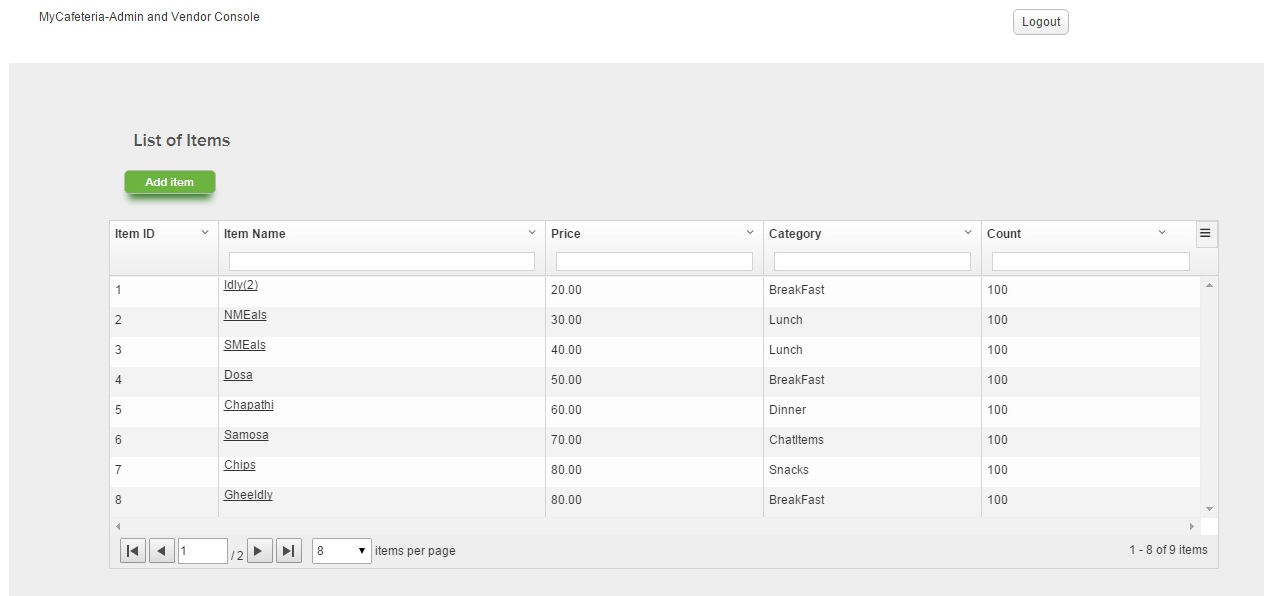 MyCafeteria-Admin and Vendor Console
Logout
List of Items
Add item
Item ID Item Name Price Category Count
1 Idly(2) 20.00 BreakFast 100
2 NMEals 30.00 Lunch 100
3 SMEals 40.00 Lunch 100
4 Dosa 50.00 BreakFast 100
5 Chapathi 60.00 Dinner 100
6 Samosa 70.00 ChatItems 100
7 Chips 80.00 Snacks 100
8 GheeIdly 80.00 BreakFast 100
1 / 2 8 items per page 1 - 8 of 9 items